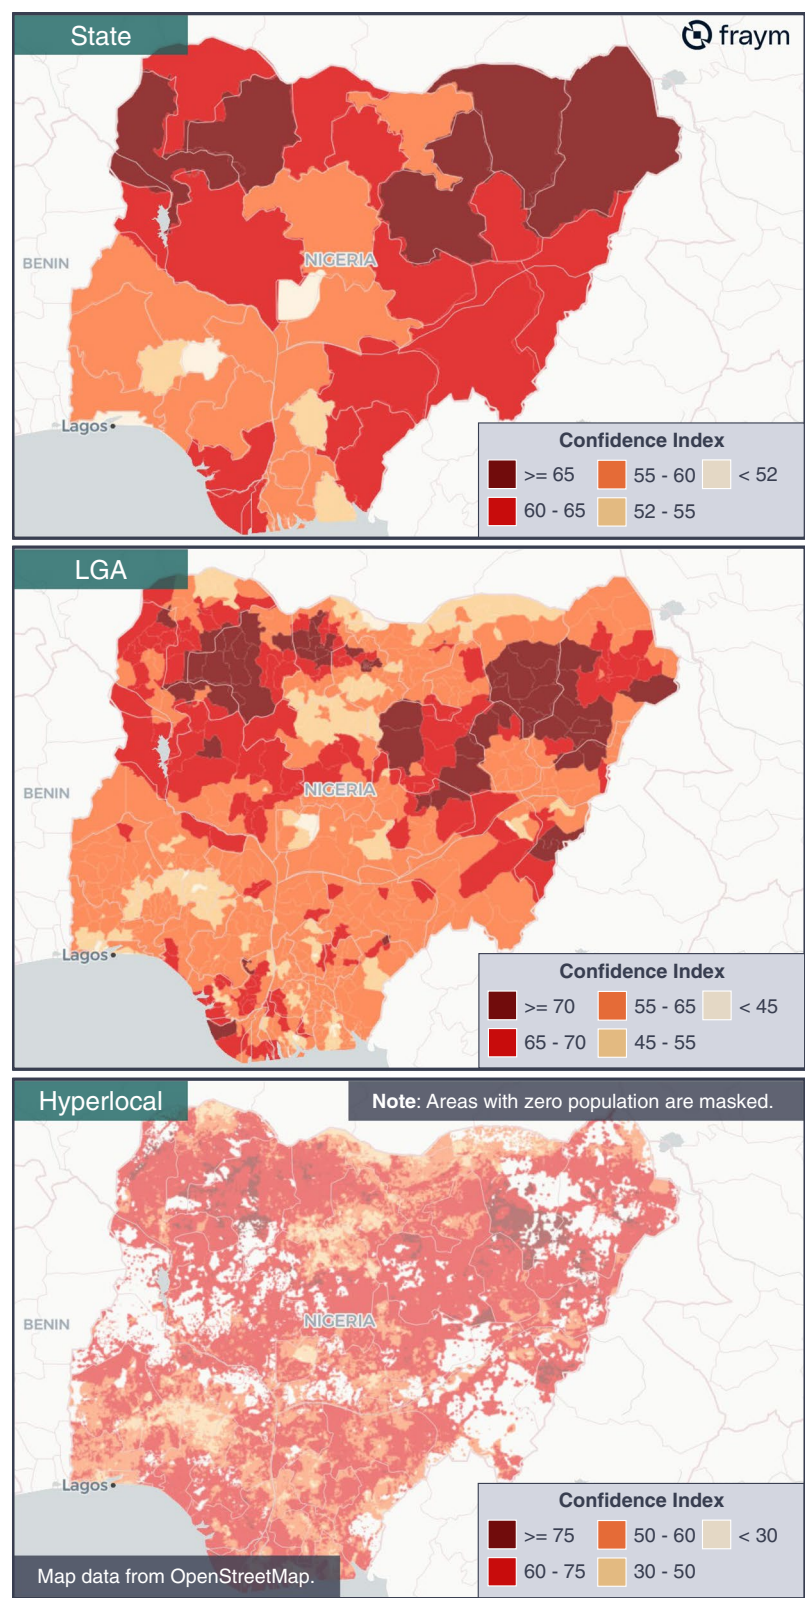 State
fraym
BENIN
NIGERIA
Lagos
Confidence Index
>= 65
55 - 60
< 52
60 - 65
52 - 55
LGA
BENIN
NIGERIA
Lagos
Confidence Index
>= 70
55 - 65
< 45
65 - 70
45 - 55
Hyperlocal
Note: Areas with zero population are masked.
BENIN
NIGERIA
Lagos
Confidence Index
>= 75
50 - 60
< 30
60 - 75
30 - 50
Map data from OpenStreetMap.